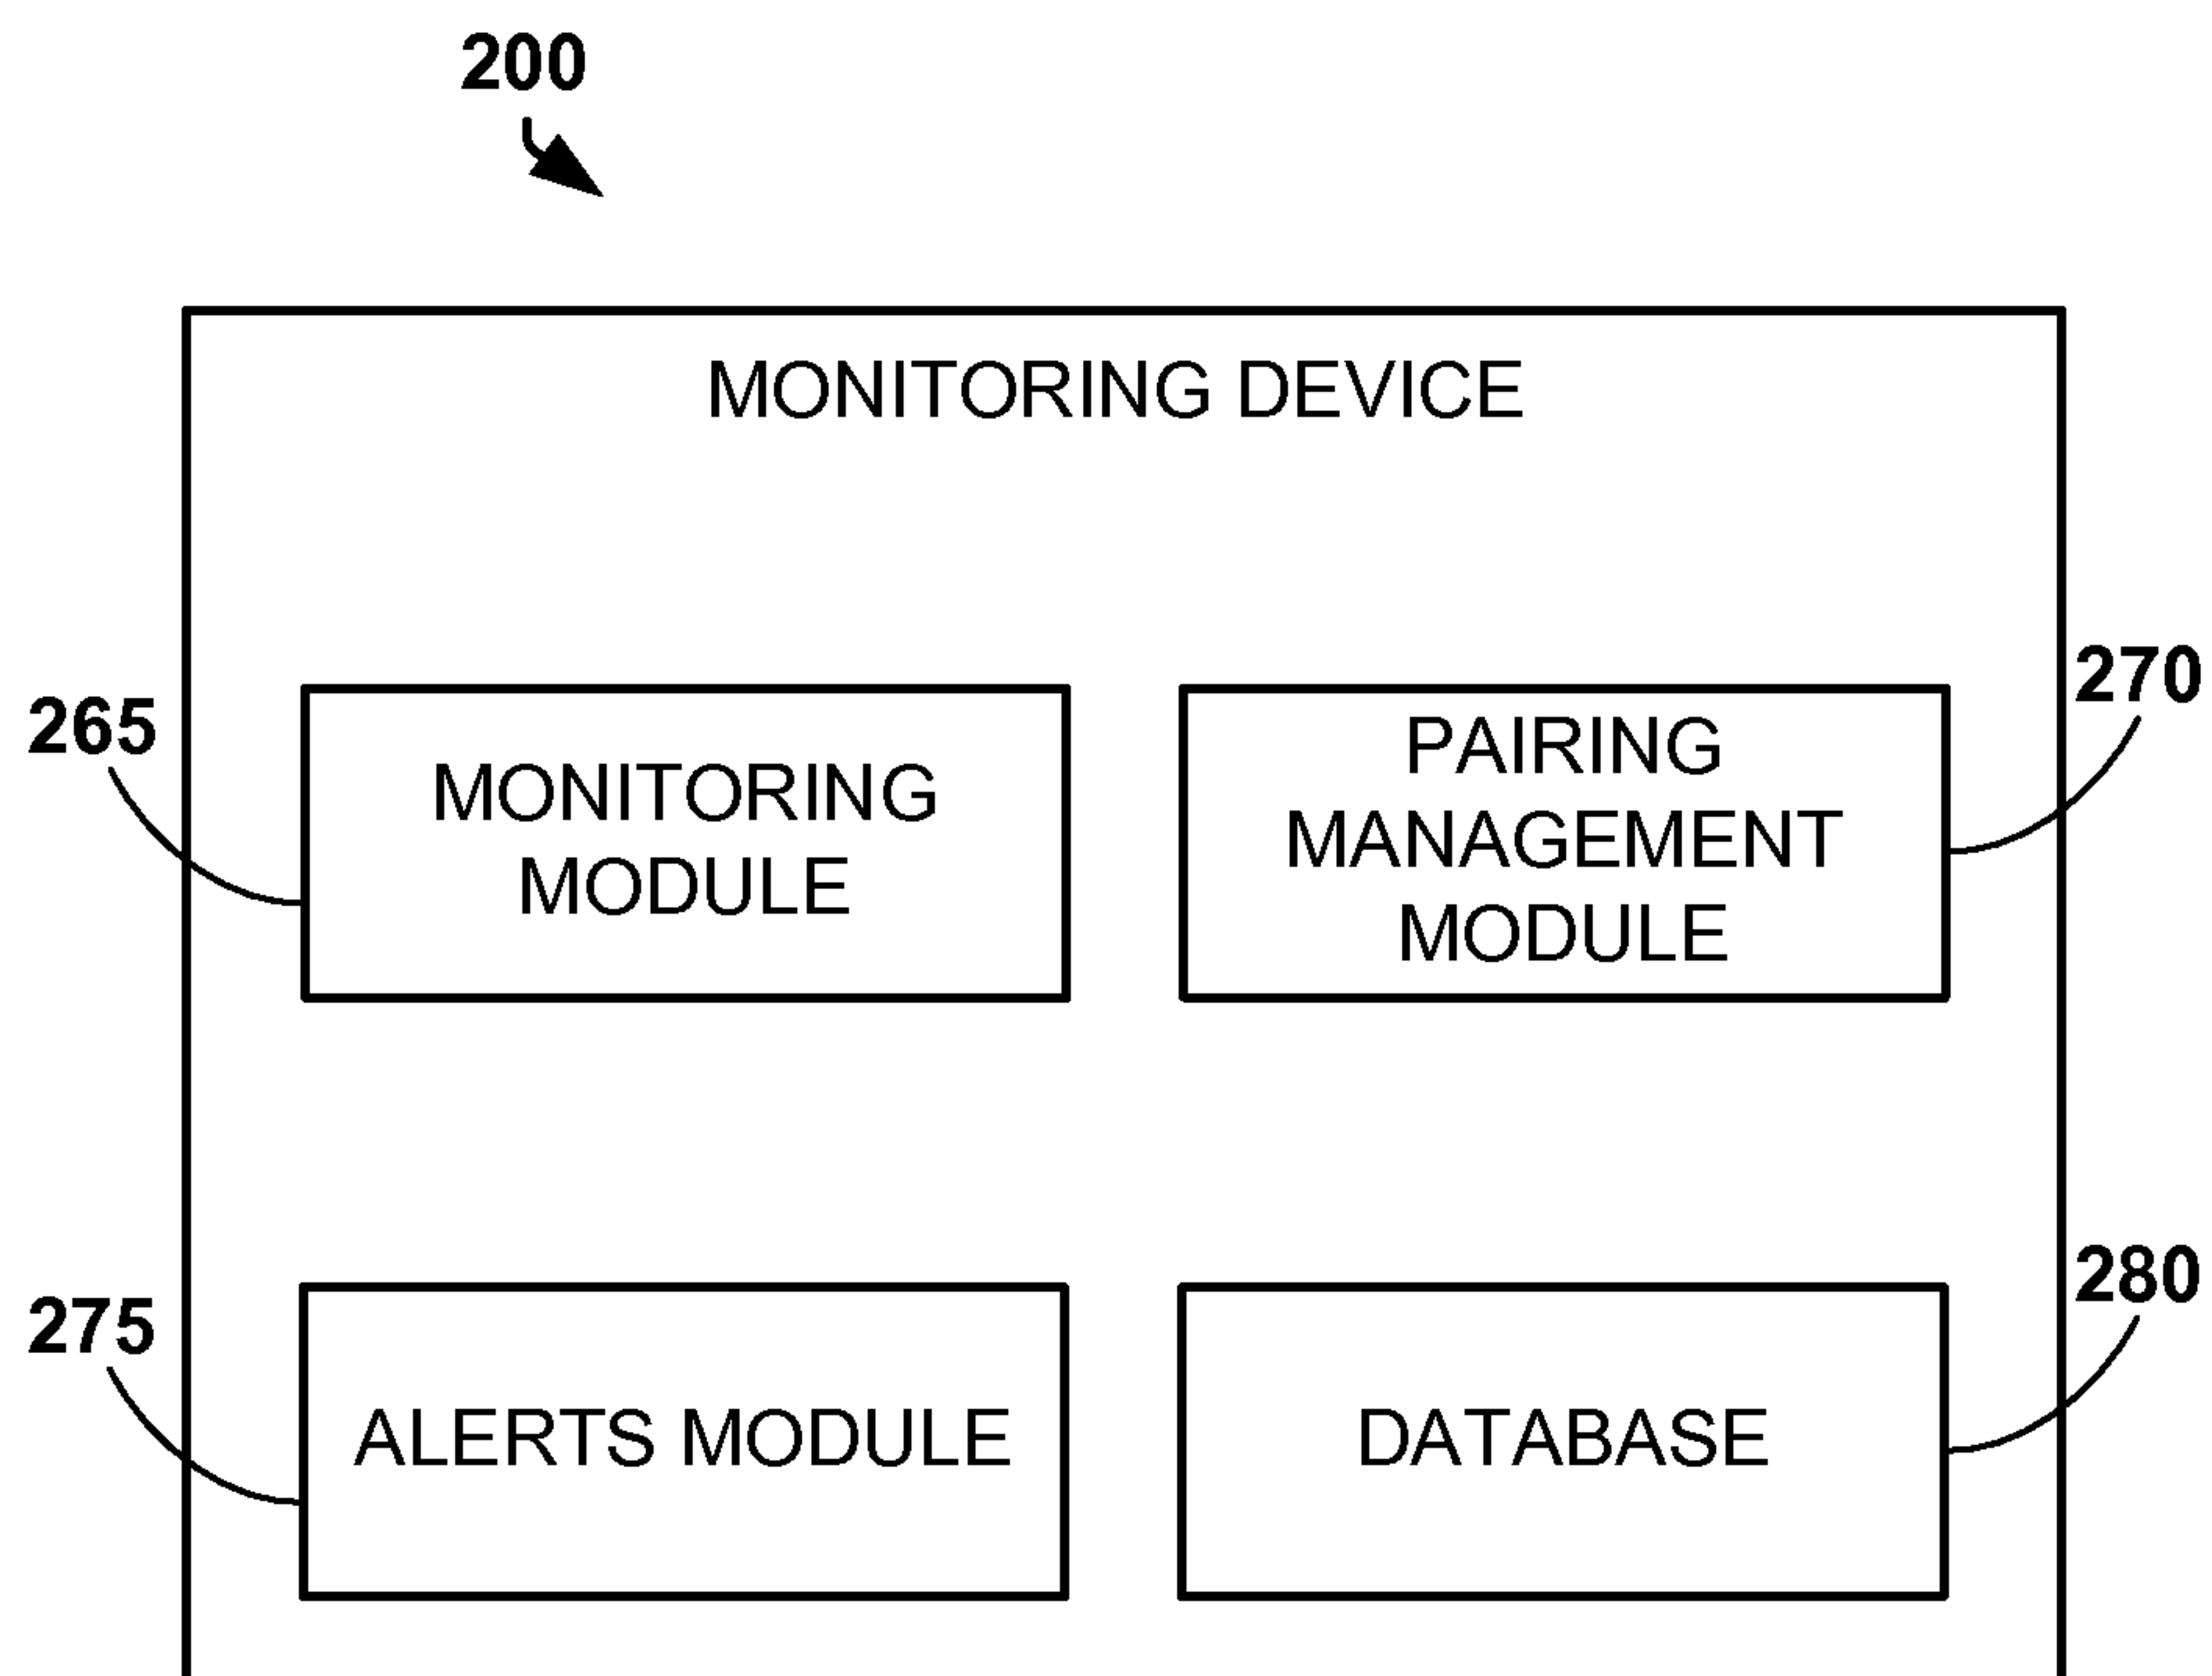 200
MONITORING DEVICE
265
MONITORING
MODULE
270
PAIRING
MANAGEMENT
MODULE
275
ALERTS MODULE
280
DATABASE